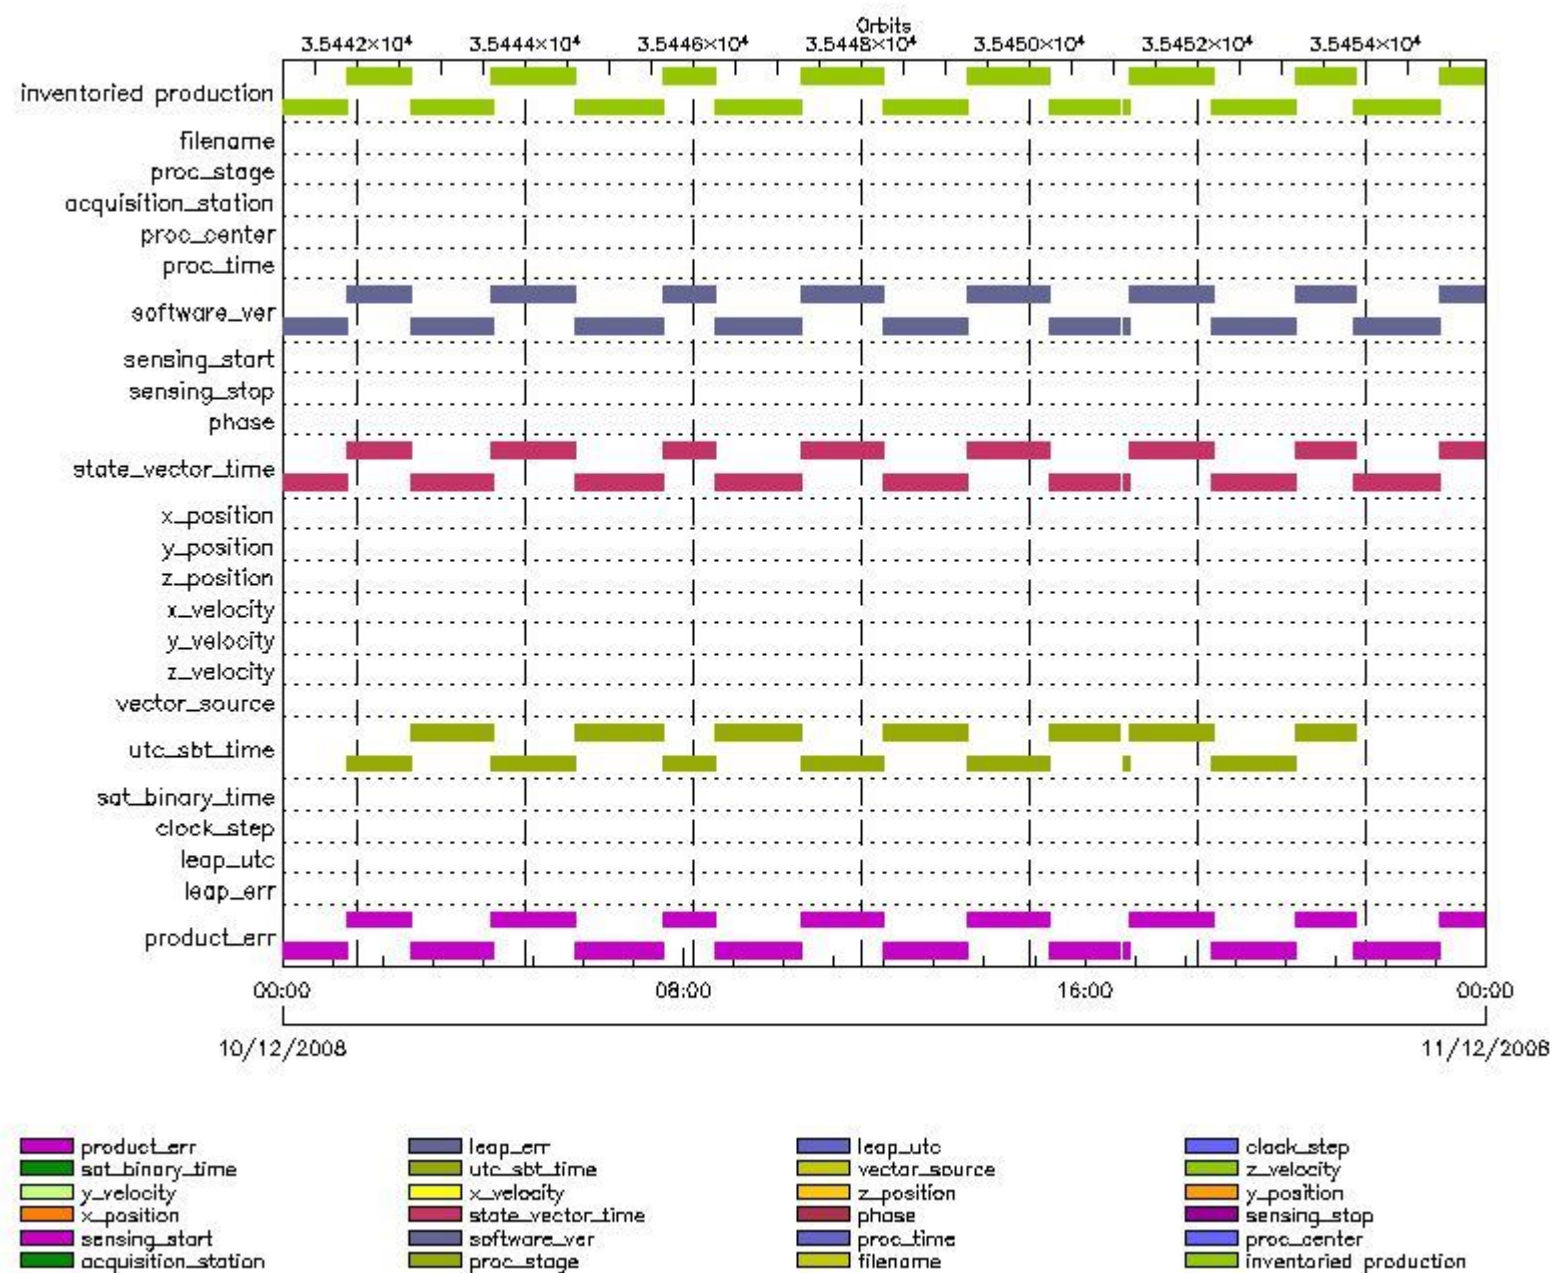 Orbits
3.5442×10⁴ 3.5444×10⁴ 3.5446×10⁴ 3.5448×10⁴ 3.5450×10⁴ 3.5452×10⁴ 3.5454×10⁴
inventoried production
filename
proc_stage
acquisition_station
proc_center
proc_time
software_ver
sensing_start
sensing_stop
phase
state_vector_time
x_position
y_position
z_position
x_velocity
y_velocity
z_velocity
vector_source
utc_sbt_time
sat_binary_time
clock_step
leap_utc
leap_err
product_err
00:00 08:00 16:00 00:00
10/12/2008 11/12/2008
product_err leap_err leap_utc clock_step
sat_binary_time utc_sbt_time vector_source z_velocity
y_velocity x_velocity z_position y_position
x_position state_vector_time phase sensing_stop
sensing_start software_ver proc_time proc_center
acquisition_station proc_stage filename inventoried production